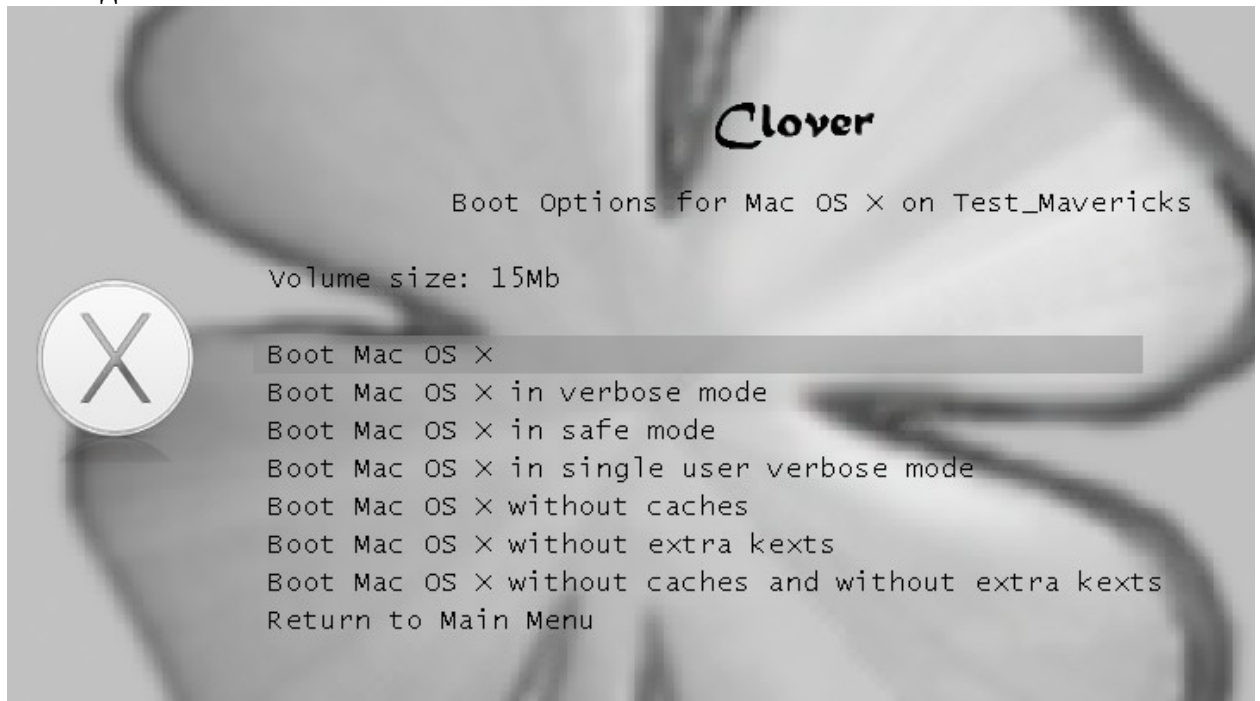 Clover
Boot Options for Mac OS X on Test_Mavericks
Volume size: 15Mb
Boot Mac OS X
Boot Mac OS X in verbose mode
Boot Mac OS X in safe mode
Boot Mac OS X in single user verbose mode
Boot Mac OS X without caches
Boot Mac OS X without extra kexts
Boot Mac OS X without caches and without extra kexts
Return to Main Menu